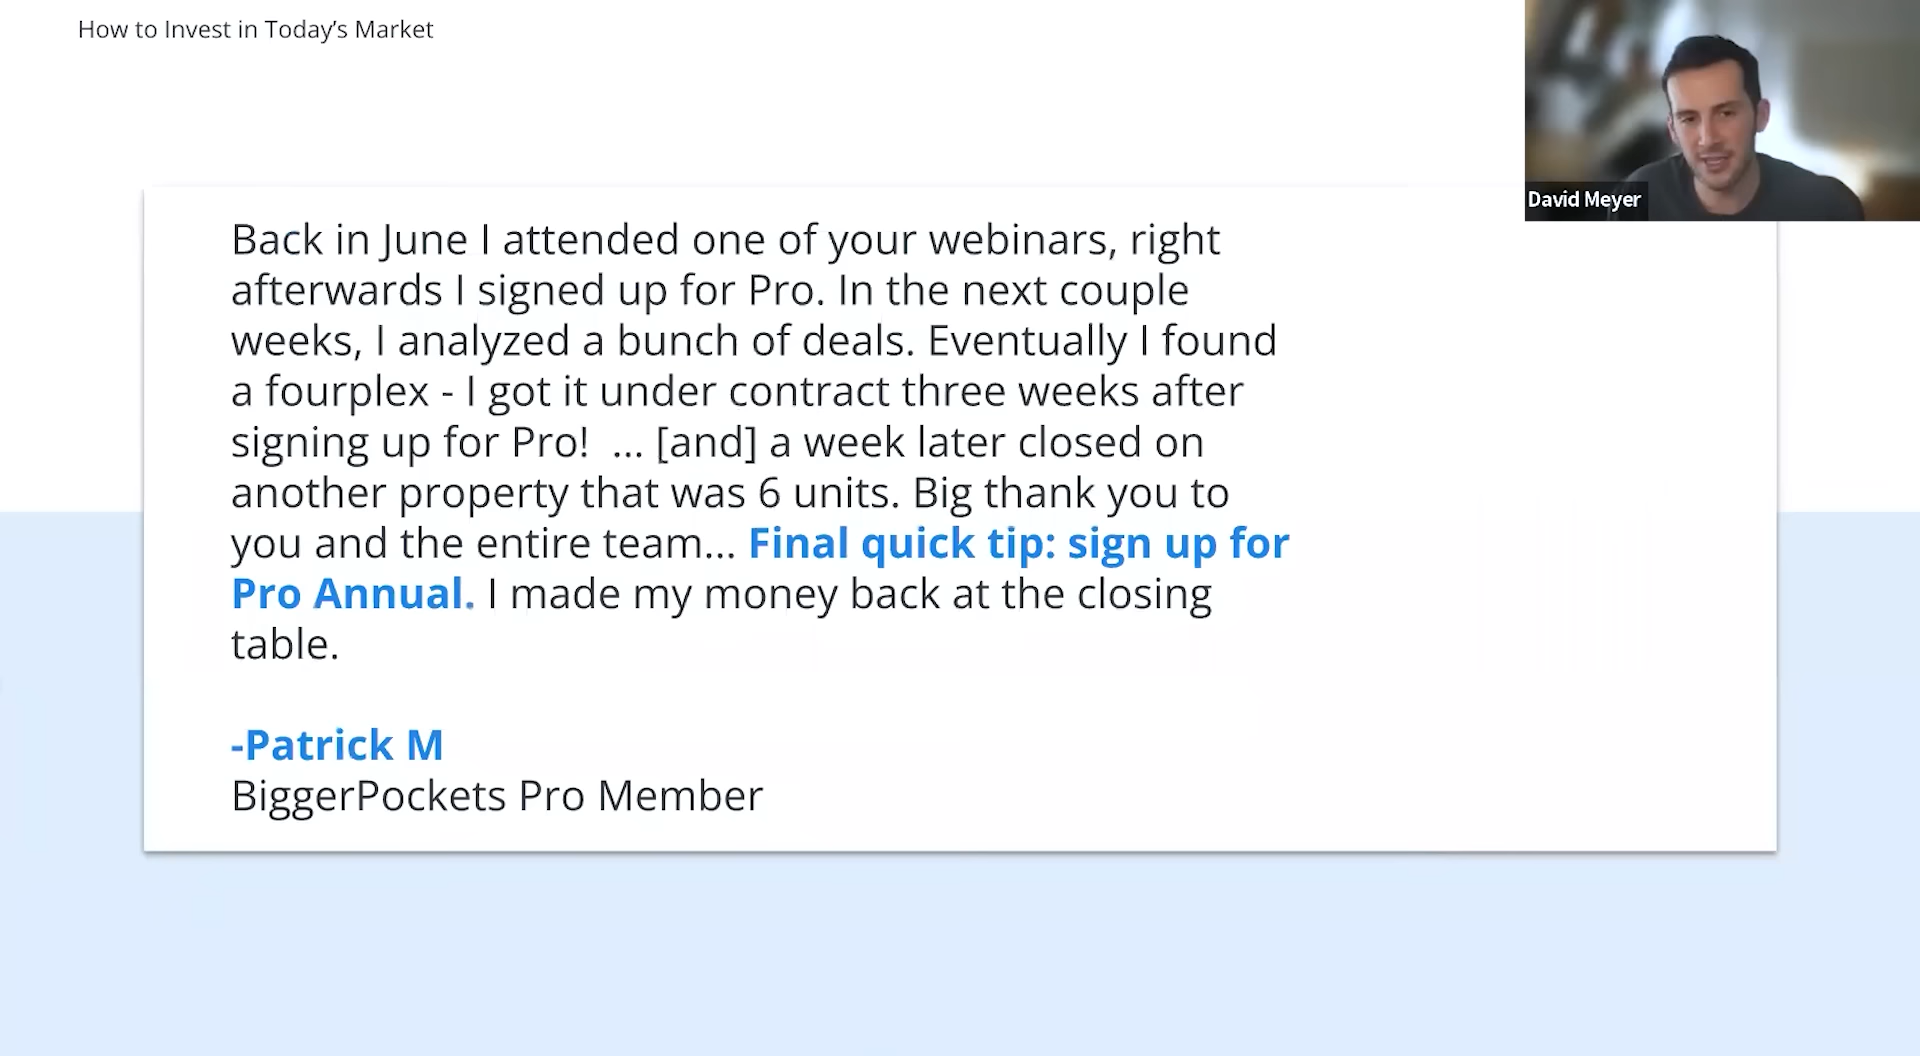 How to Invest in Today's Market
David Meyer
Back in June I attended one of your webinars, right
afterwards I signed up for Pro. In the next couple
weeks, I analyzed a bunch of deals. Eventually I found
a fourplex - I got it under contract three weeks after
signing up for Pro!  ... [and] a week later closed on
another property that was 6 units. Big thank you to
you and the entire team... Final quick tip: sign up for
Pro Annual. I made my money back at the closing
table.
-Patrick M
BiggerPockets Pro Member